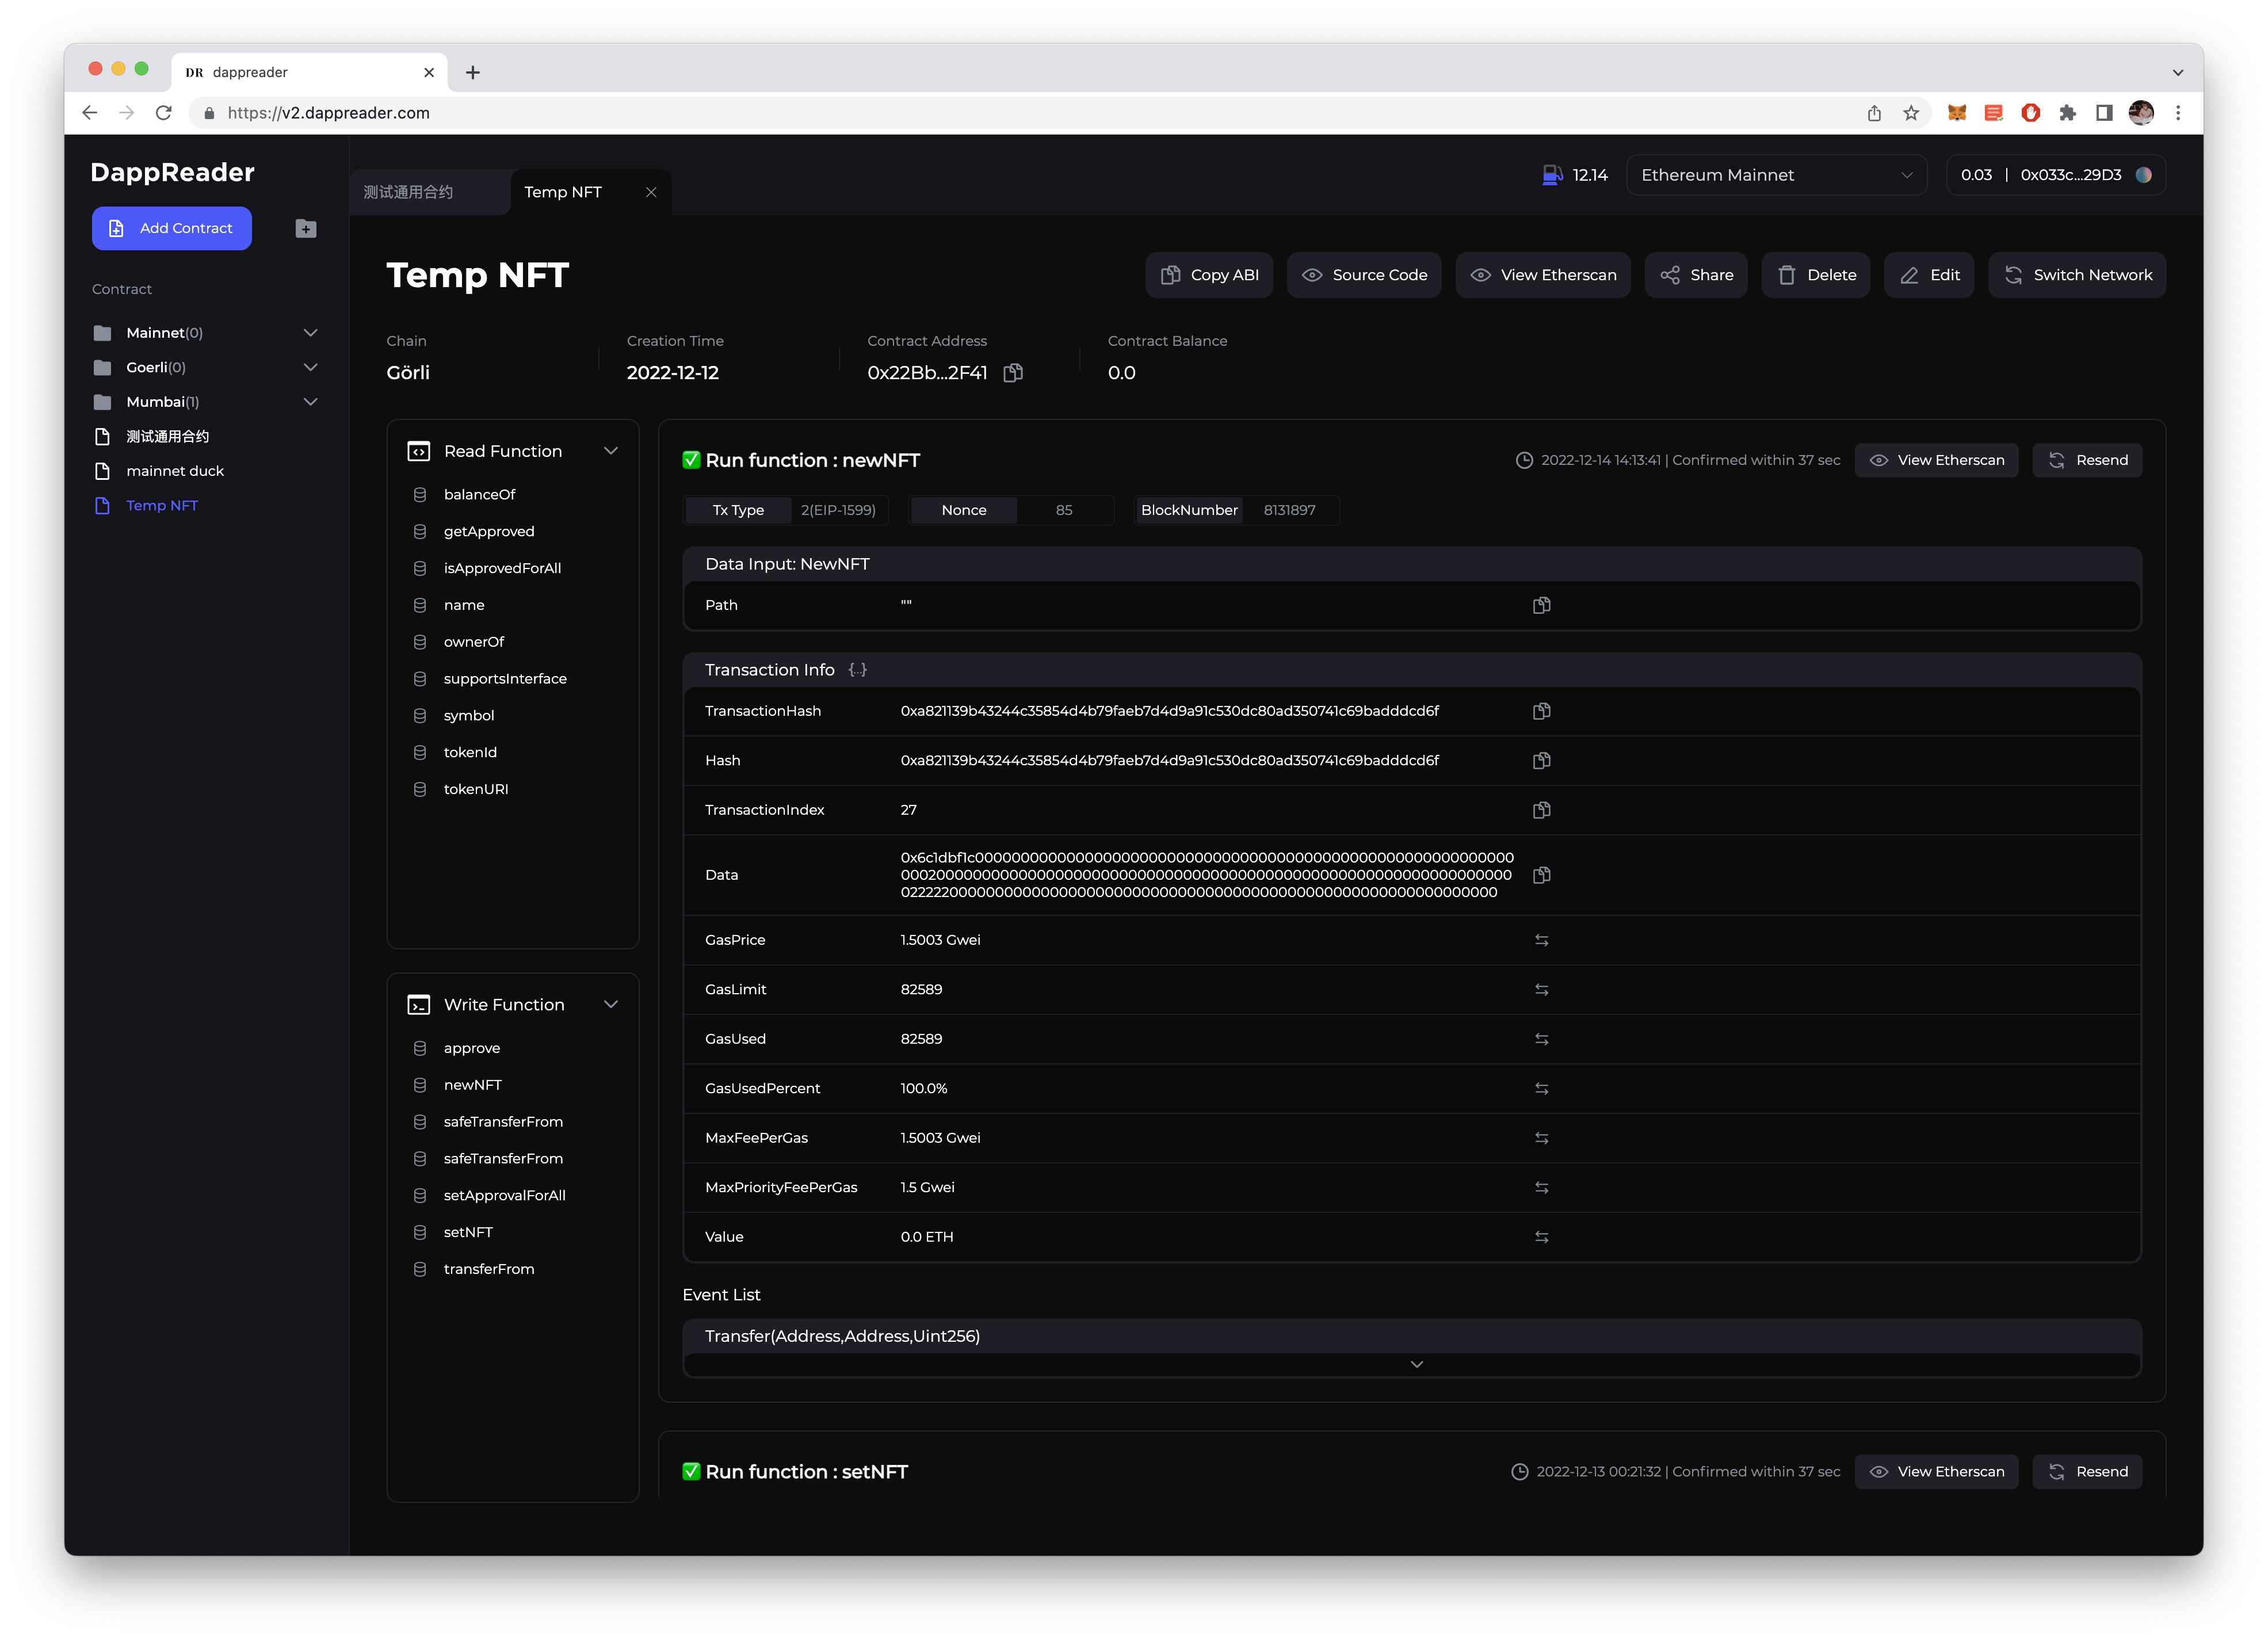 DR dappreader
https://v2.dappreader.com
DappReader
Add Contract
Contract
Mainnet(0)
Goerli(0)
Mumbai(1)
测试通用合约
mainnet duck
Temp NFT
测试通用合约
Temp NFT
12.14
Ethereum Mainnet
0.03 | 0x033c...29D3
Temp NFT
Copy ABI
Source Code
View Etherscan
Share
Delete
Edit
Switch Network
Chain
Görli
Creation Time
2022-12-12
Contract Address
0x22Bb...2F41
Contract Balance
0.0
Read Function
balanceOf
getApproved
isApprovedForAll
name
ownerOf
supportsInterface
symbol
tokenId
tokenURI
Write Function
approve
newNFT
safeTransferFrom
safeTransferFrom
setApprovalForAll
setNFT
transferFrom
Run function : newNFT
2022-12-14 14:13:41 | Confirmed within 37 sec
View Etherscan
Resend
Tx Type 2(EIP-1599)
Nonce 85
BlockNumber 8131897
Data Input: NewNFT
Path ""
Transaction Info {..}
TransactionHash 0xa821139b43244c35854d4b79faeb7d4d9a91c530dc80ad350741c69badddcd6f
Hash 0xa821139b43244c35854d4b79faeb7d4d9a91c530dc80ad350741c69badddcd6f
TransactionIndex 27
Data
GasPrice 1.5003 Gwei
GasLimit 82589
GasUsed 82589
GasUsedPercent 100.0%
MaxFeePerGas 1.5003 Gwei
MaxPriorityFeePerGas 1.5 Gwei
Value 0.0 ETH
Event List
Transfer(Address,Address,Uint256)
Run function : setNFT
2022-12-13 00:21:32 | Confirmed within 37 sec
View Etherscan
Resend